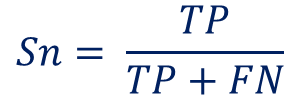 Sn = TP / TP + FN